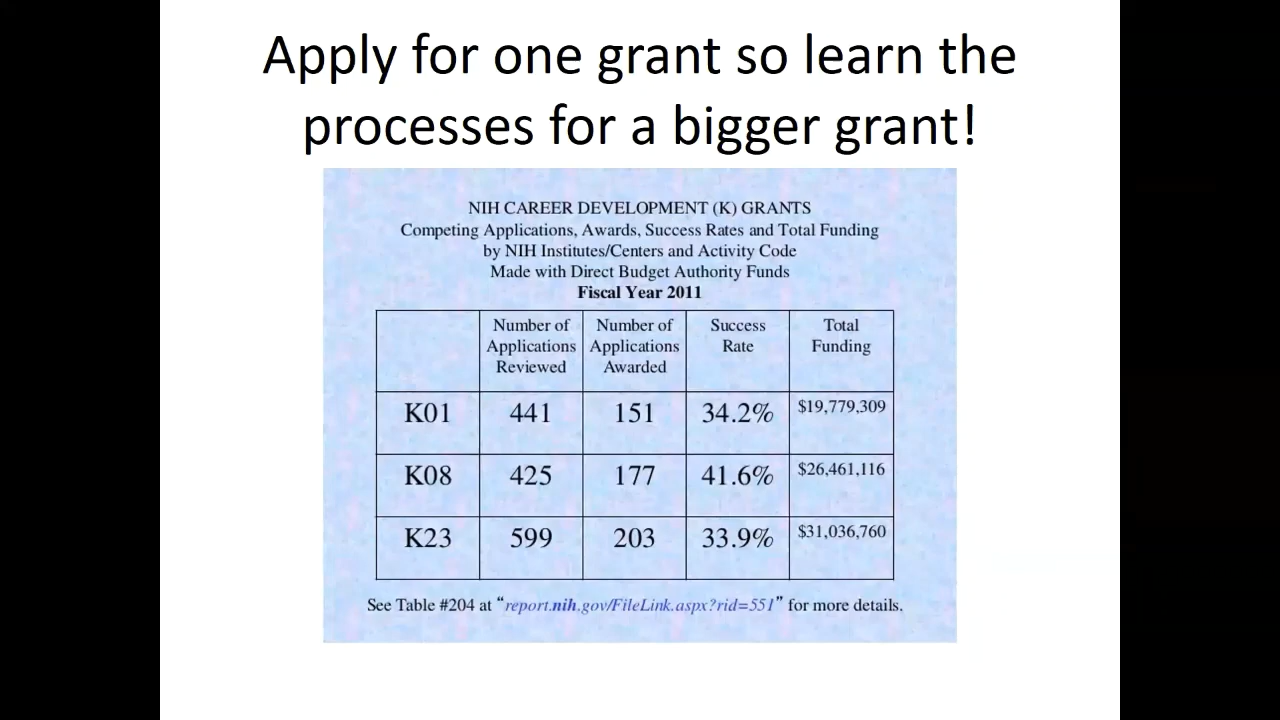 Apply for one grant so learn the
processes for a bigger grant!
NIH CAREER DEVELOPMENT (K) GRANTS
Competing Applications, Awards, Success Rates and Total Funding
by NIH Institutes/Centers and Activity Code
Made with Direct Budget Authority Funds
Fiscal Year 2011
Number of Applications Reviewed Number of Applications Awarded Success Rate Total Funding
K01 441 151 34.2% $19,779,309
K08 425 177 41.6% $26,461,116
K23 599 203 33.9% $31,036,760
See Table #204 at “report.nih.gov/FileLink.aspx?rid=551” for more details.